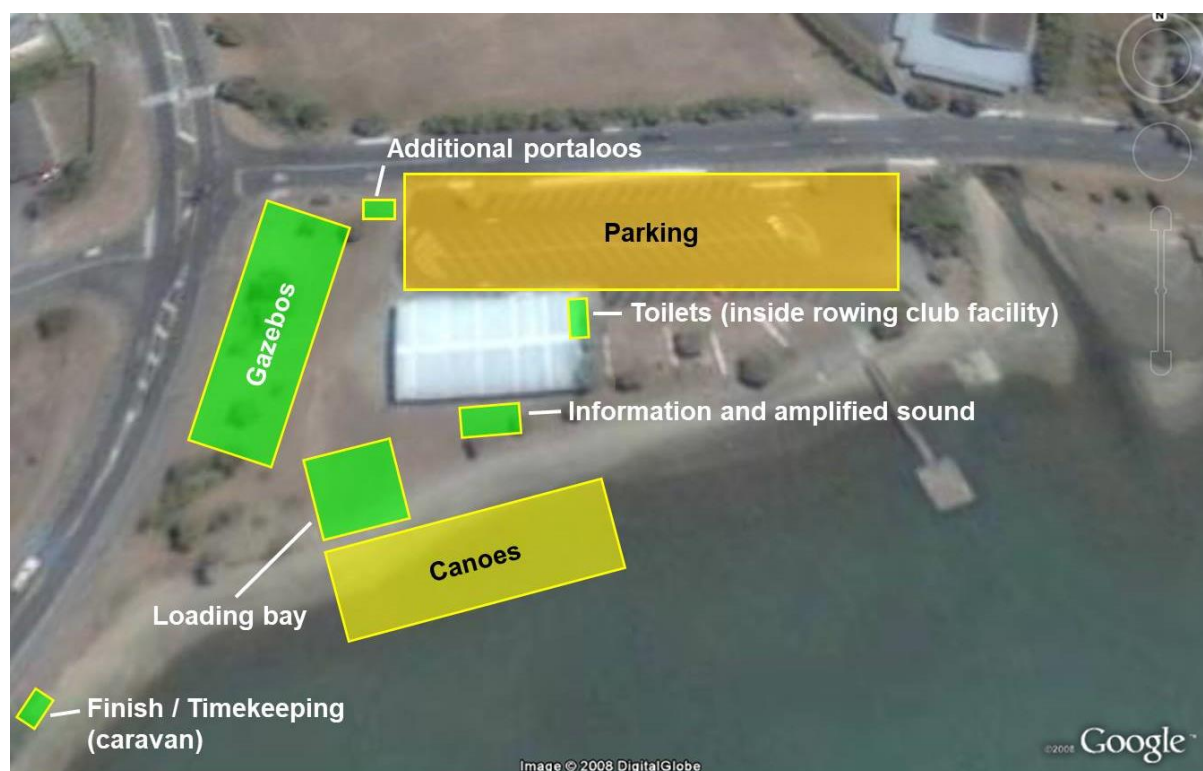 N
Additional portaloos
Parking
Gazebos
Toilets (inside rowing club facility)
Information and amplified sound
Canoes
Loading bay
Finish / Timekeeping
(caravan)
©2008 Google™
Image © 2008 DigitalGlobe